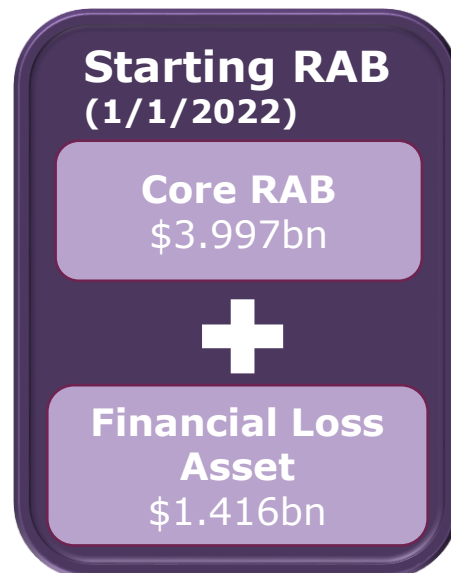 Starting RAB
(1/1/2022)
Core RAB
$3.997bn
Financial Loss
Asset
$1.416bn